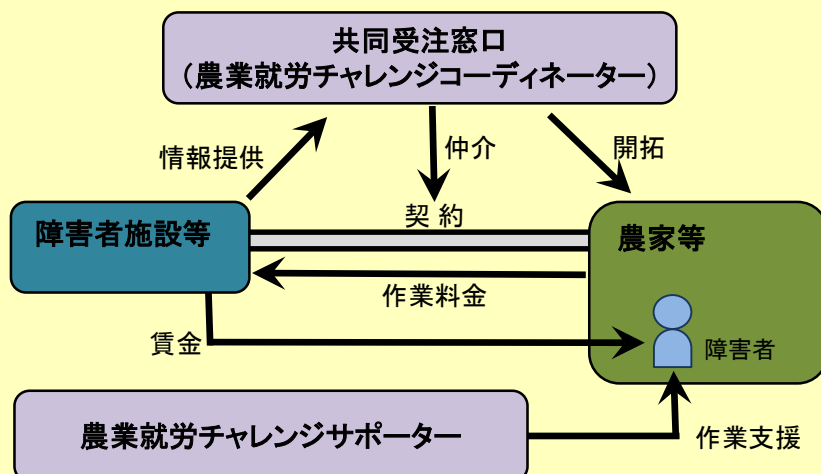 共同受注窓口
（農業就労チャレンジコーディネーター）
情報提供
仲介
開拓
障害者施設等
契 約
農家等
作業料金
賃金
障害者
農業就労チャレンジサポーター
作業支援